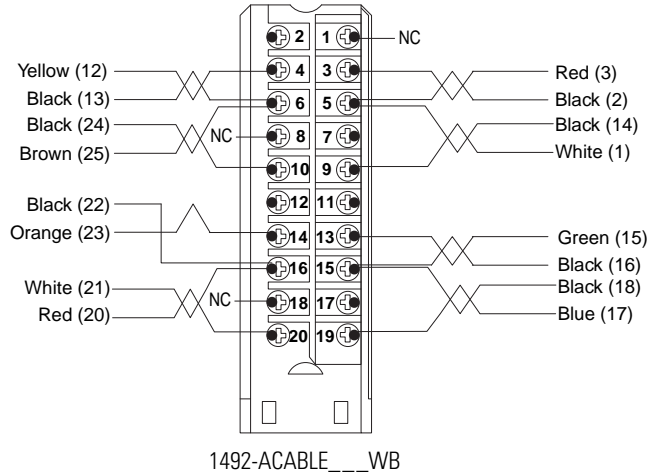 2 1 NC
Yellow (12) 4 3 Red (3)
Black (13) 6 5 Black (2)
Black (24) Black (14)
NC 8 7
Brown (25) White (1)
10 9
12 11
Black (22)
Orange (23) 14 13 Green (15)
16 15 Black (16)
White (21) Black (18)
NC 18 17
Red (20) Blue (17)
20 19
1492-ACABLE___WB